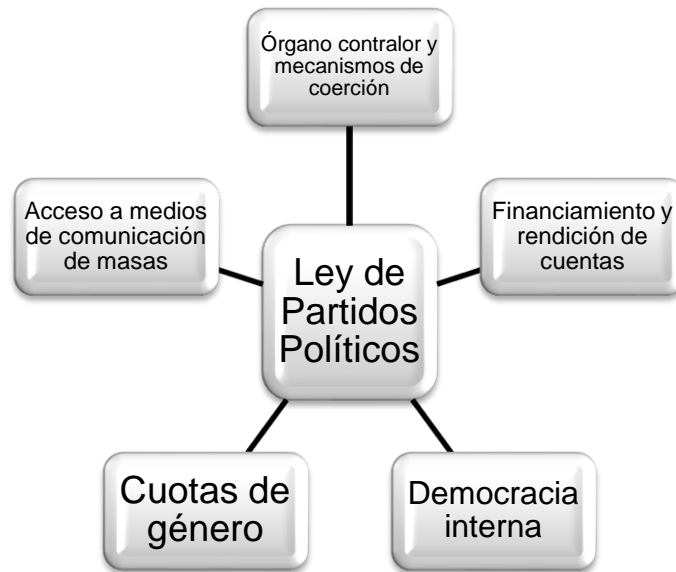 Órgano contralor y
mecanismos de
coerción
Acceso a medios
de comunicación
de masas
Financiamiento y
rendición de
cuentas
Ley de
Partidos
Políticos
Cuotas de
género
Democracia
interna